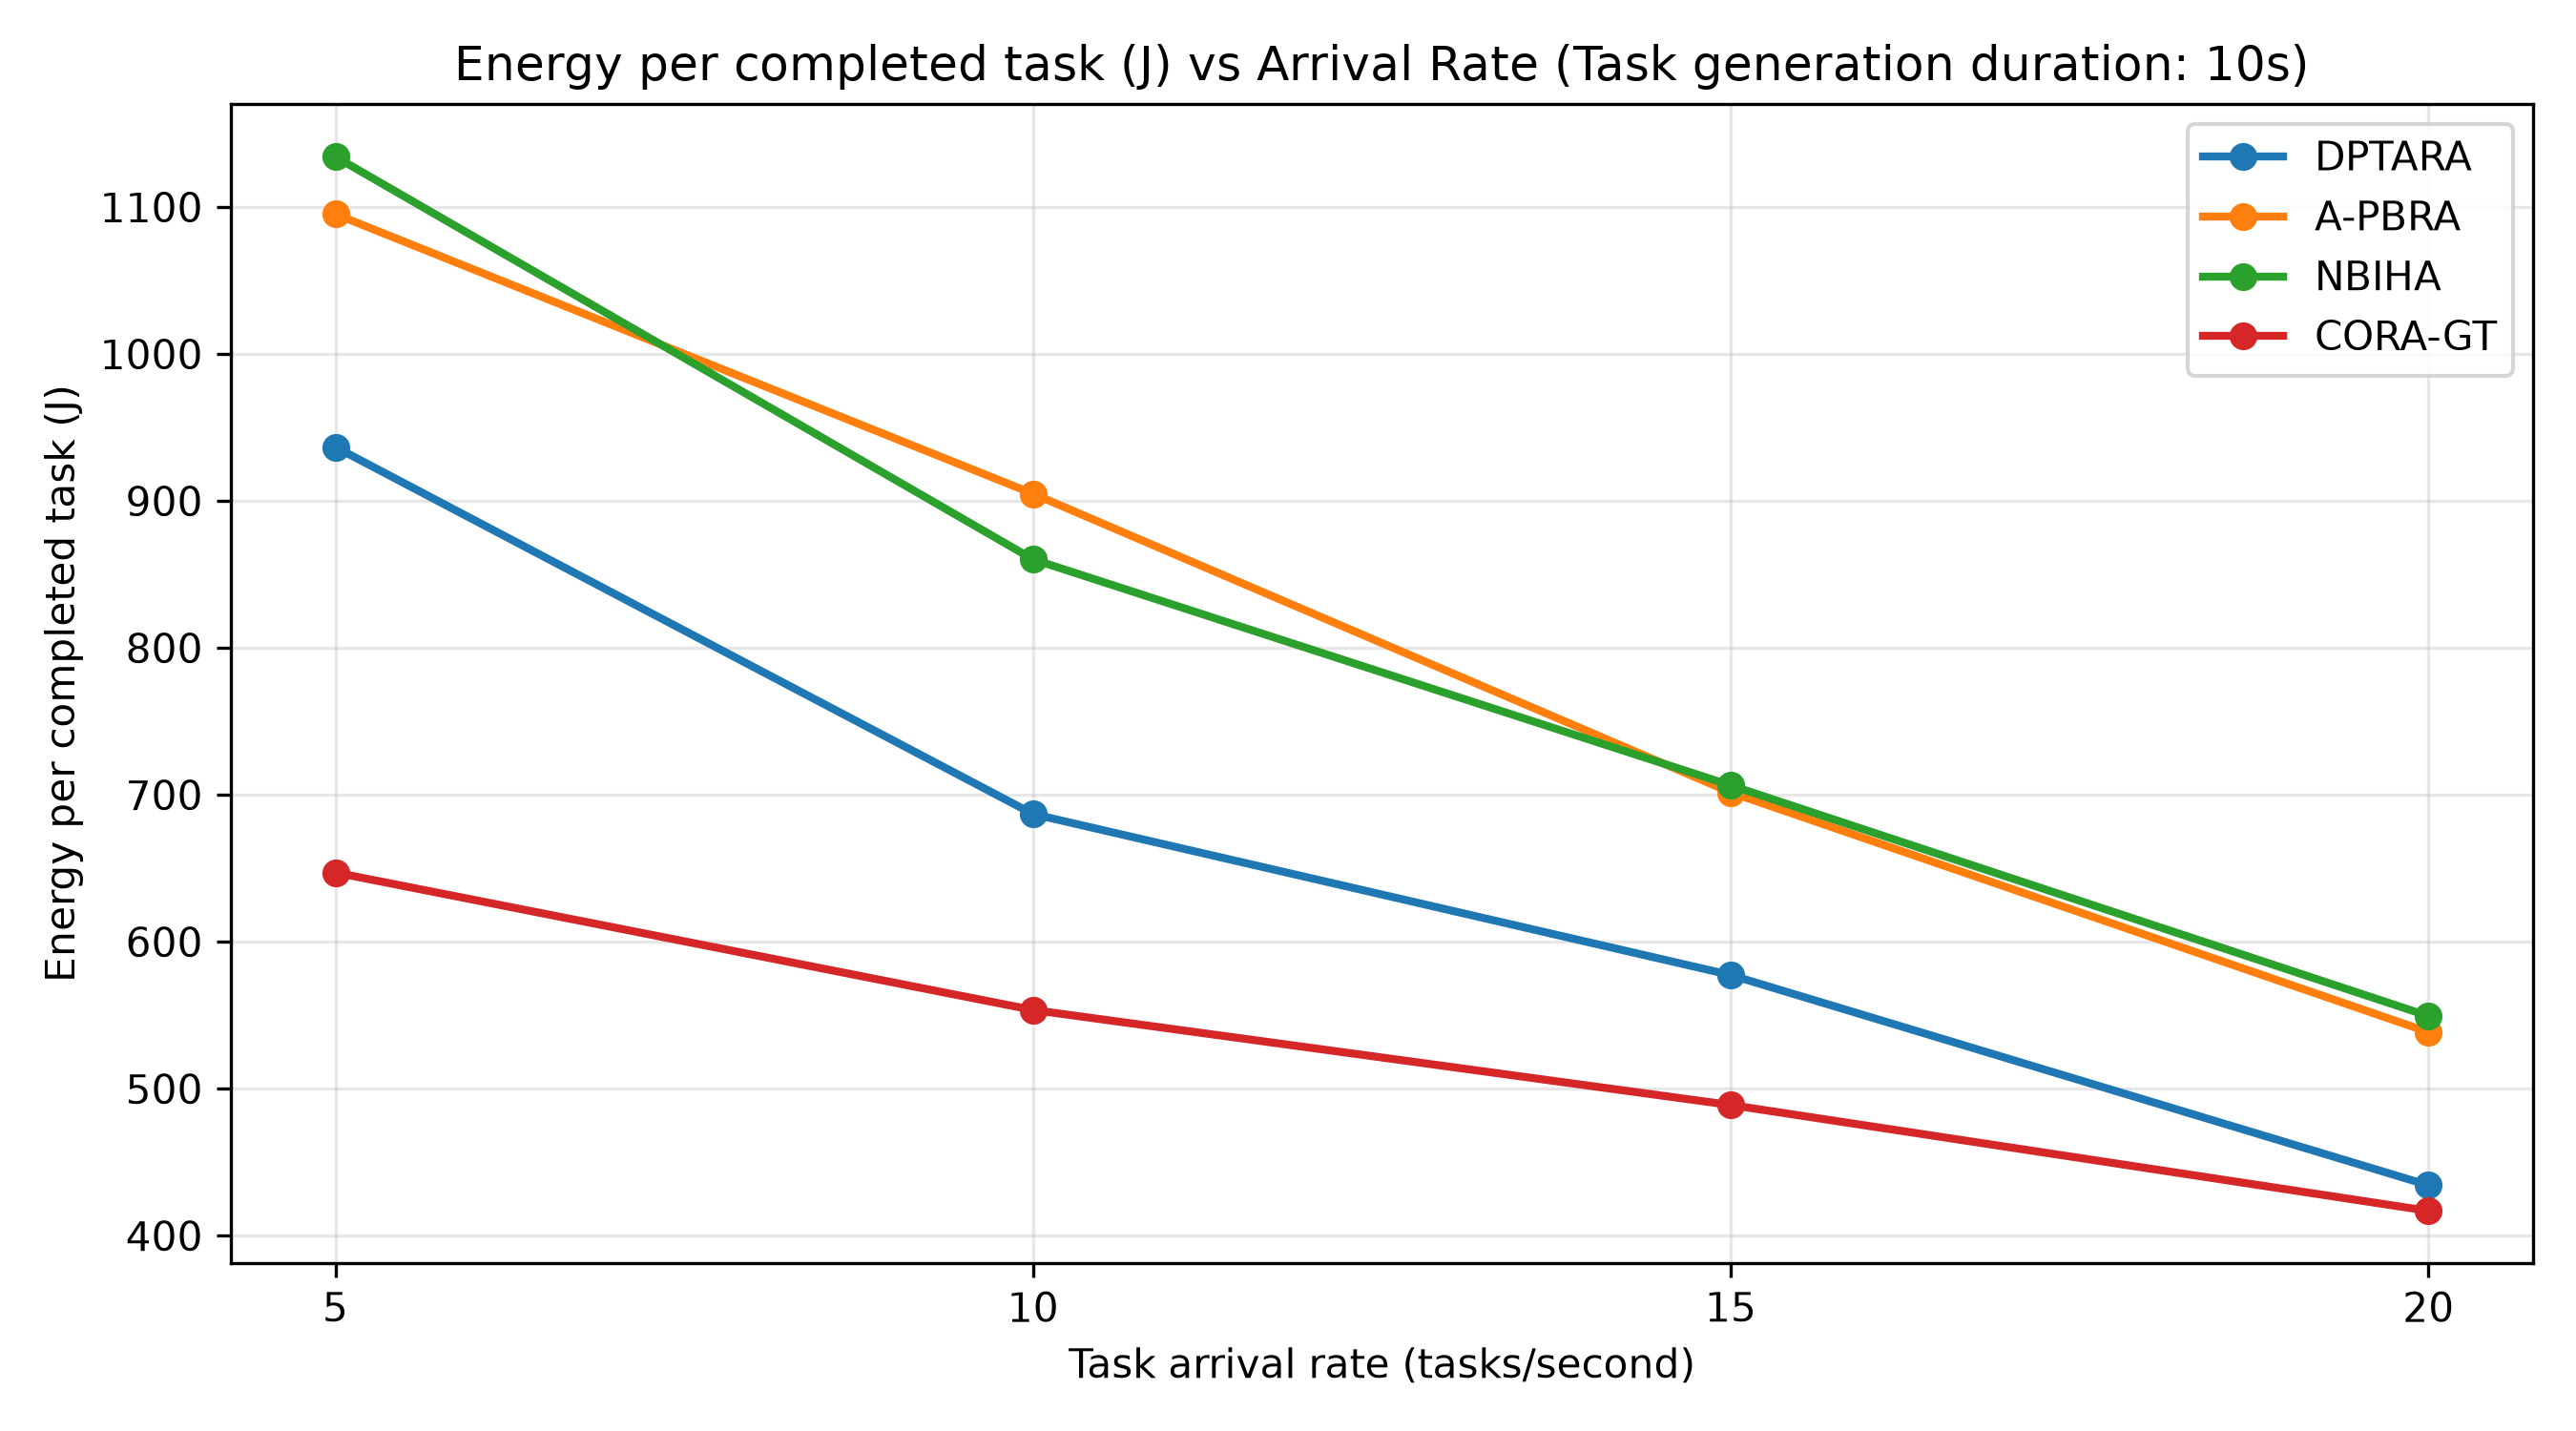 Energy per completed task (J) vs Arrival Rate (Task generation duration: 10s)
DPTARA
A-PBRA
NBIHA
CORA-GT
Energy per completed task (J)
1100
1000
900
800
700
600
500
400
5
10
15
20
Task arrival rate (tasks/second)